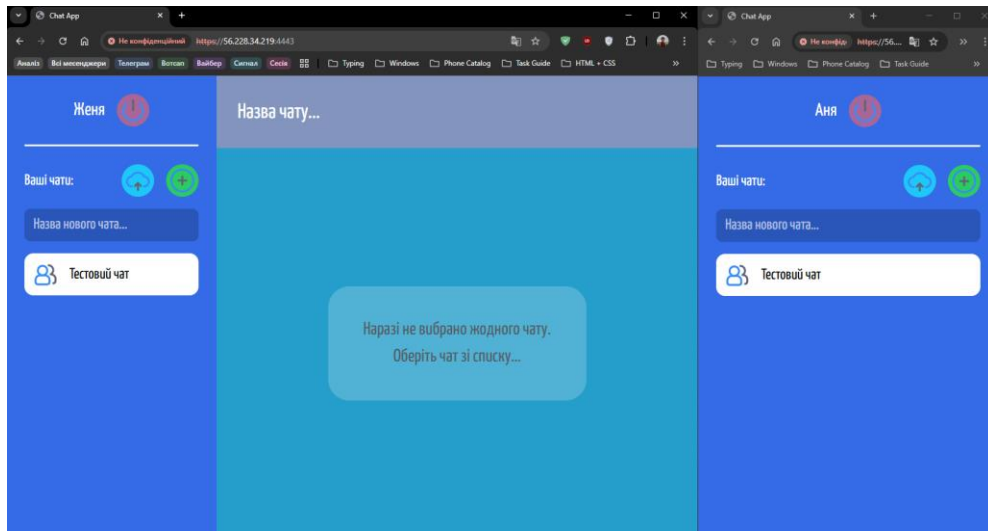 Chat App
Не конфіденційний https://56.228.34.219:4443
Аналіз Всі месенджери Телеграм Вотсап Вайбер Сигнал Сесія Typing Windows Phone Catalog Task Guide HTML + CSS
Женя
Назва чату...
Ваші чати:
Назва нового чата...
Тестовий чат
Наразі не вибрано жодного чату.
Оберіть чат зі списку...
Chat App
Не конфід https://56....
Typing Windows Phone Catalog Task Guide
Аня
Ваші чати:
Назва нового чата...
Тестовий чат